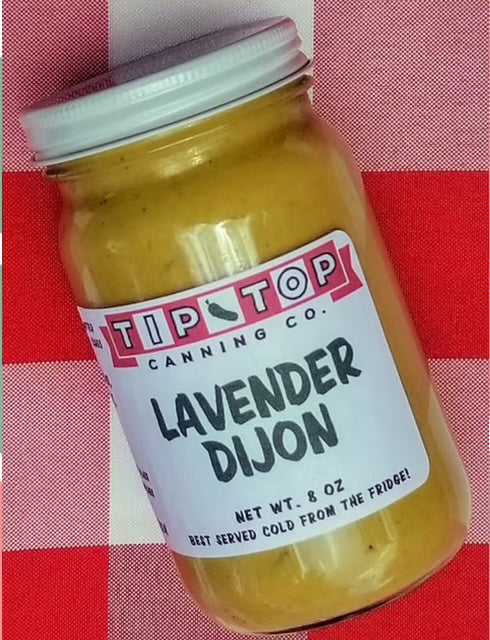 TIP TOP
CANNING CO.
LAVENDER
DIJON
NET WT. 8 OZ
BEST SERVED COLD FROM THE FRIDGE!